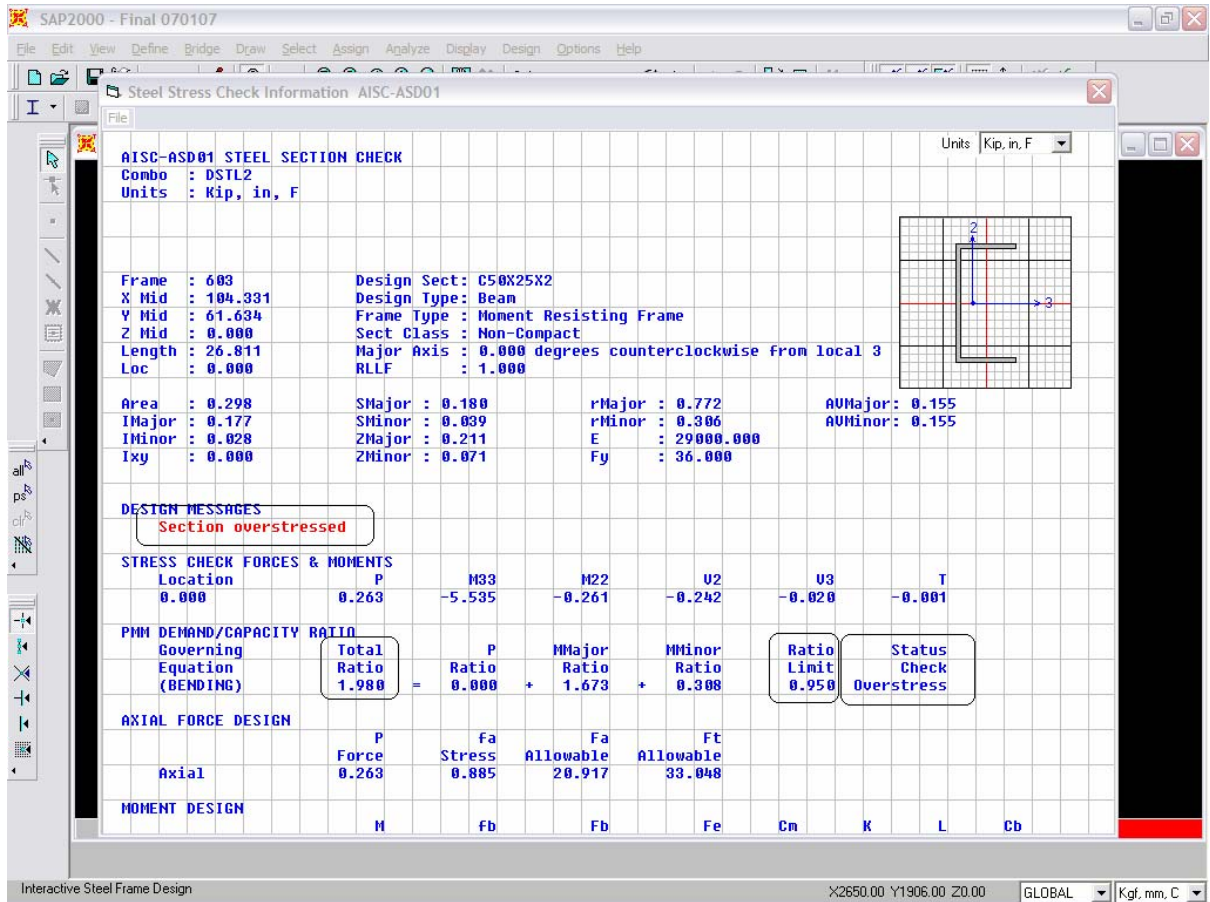 SAP2000 - Final 070107
File Edit View Define Bridge Draw Select Assign Analyze Display Design Options Help
Steel Stress Check Information AISC-ASD01
File
Units Kip, in, F
AISC-ASD01 STEEL SECTION CHECK
Combo : DSTL2
Units : Kip, in, F
2
3
Frame : 603 Design Sect: C50X25X2
X Mid : 104.331 Design Type: Beam
Y Mid : 61.634 Frame Type : Moment Resisting Frame
Z Mid : 0.000 Sect Class : Non-Compact
Length : 26.811 Major Axis : 0.000 degrees counterclockwise from local 3
Loc : 0.000 RLLF : 1.000
Area : 0.298 SMajor : 0.180 rMajor : 0.772 AVMajor: 0.155
IMajor : 0.177 SMinor : 0.039 rMinor : 0.306 AVMinor: 0.155
IMinor : 0.028 ZMajor : 0.211 E : 29000.000
Ixy : 0.000 ZMinor : 0.071 Fy : 36.000
DESIGN MESSAGES
Section overstressed
STRESS CHECK FORCES & MOMENTS
Location P M33 M22 V2 V3 T
0.000 0.263 -5.535 -0.261 -0.242 -0.020 -0.001
PMM DEMAND/CAPACITY RATIO
Governing Total P MMajor MMinor Ratio Status
Equation Ratio Ratio Ratio Ratio Limit Check
(BENDING) 1.980 = 0.000 + 1.673 + 0.308 0.950 Overstress
AXIAL FORCE DESIGN
P fa Fa Ft
Force Stress Allowable Allowable
Axial 0.263 0.885 20.917 33.048
MOMENT DESIGN
M fb Fb Fe Cm K L Cb
all
ps
clr
Interactive Steel Frame Design X2650.00 Y1906.00 Z0.00 GLOBAL Kgf, mm, C